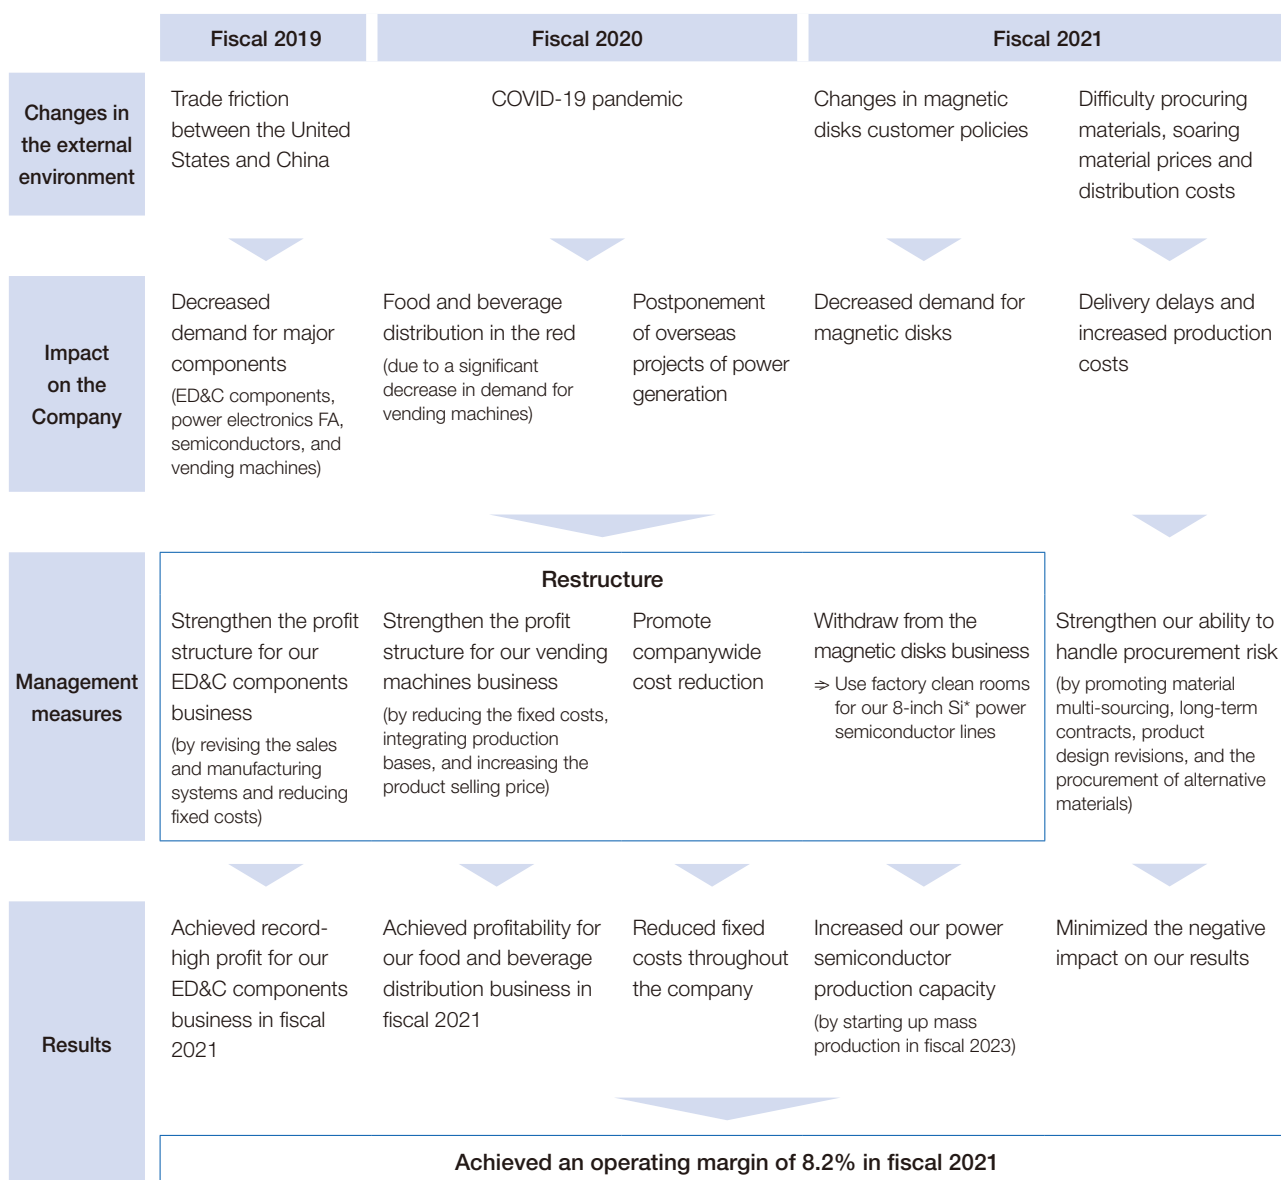 Fiscal 2019
Fiscal 2020
Fiscal 2021
Changes in
the external
environment
Trade friction
between the United
States and China
COVID-19 pandemic
Changes in magnetic
disks customer policies
Difficulty procuring
materials, soaring
material prices and
distribution costs
Impact
on the
Company
Decreased
demand for major
components
(ED&C components,
power electronics FA,
semiconductors, and
vending machines)
Food and beverage
distribution in the red
(due to a significant
decrease in demand for
vending machines)
Postponement
of overseas
projects of power
generation
Decreased demand for
magnetic disks
Delivery delays and
increased production
costs
Management
measures
Restructure
Strengthen the profit
structure for our
ED&C components
business
(by revising the sales
and manufacturing
systems and reducing
fixed costs)
Strengthen the profit
structure for our vending
machines business
(by reducing the fixed costs,
integrating production
bases, and increasing the
product selling price)
Promote
companywide
cost reduction
Withdraw from the
magnetic disks business
⇒ Use factory clean rooms
for our 8-inch Si* power
semiconductor lines
Strengthen our ability to
handle procurement risk
(by promoting material
multi-sourcing, long-term
contracts, product
design revisions, and the
procurement of alternative
materials)
Results
Achieved record-
high profit for our
ED&C components
business in fiscal
2021
Achieved profitability for
our food and beverage
distribution business in
fiscal 2021
Reduced fixed
costs throughout
the company
Increased our power
semiconductor
production capacity
(by starting up mass
production in fiscal 2023)
Minimized the negative
impact on our results
Achieved an operating margin of 8.2% in fiscal 2021